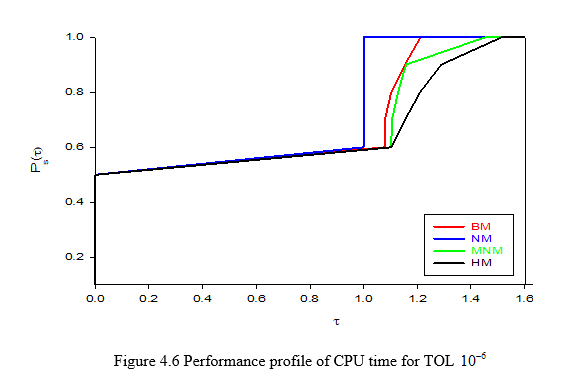 1.0
0.8
0.6
0.4
0.2
Ps(τ)
0.0 0.2 0.4 0.6 0.8 1.0 1.2 1.4 1.6
τ
BM
NM
MNM
HM
Figure 4.6 Performance profile of CPU time for TOL 10⁻⁶